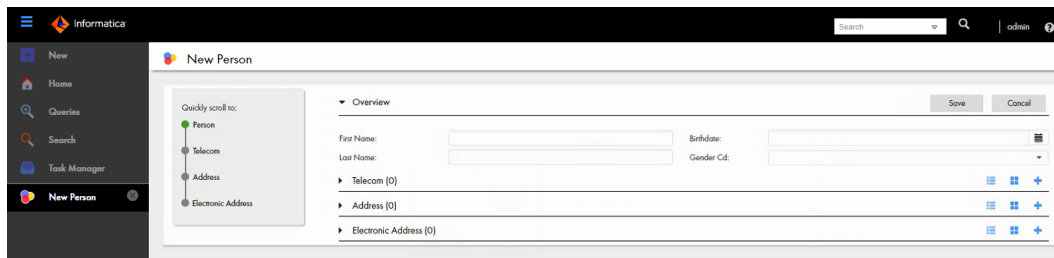 Informatica
Search
admin
New
Home
Queries
Search
Task Manager
New Person
New Person
Quickly scroll to:
Person
Telecom
Address
Electronic Address
Overview
Save
Cancel
First Name:
Birthdate:
Last Name:
Gender Cd:
Telecom (0)
Address (0)
Electronic Address (0)